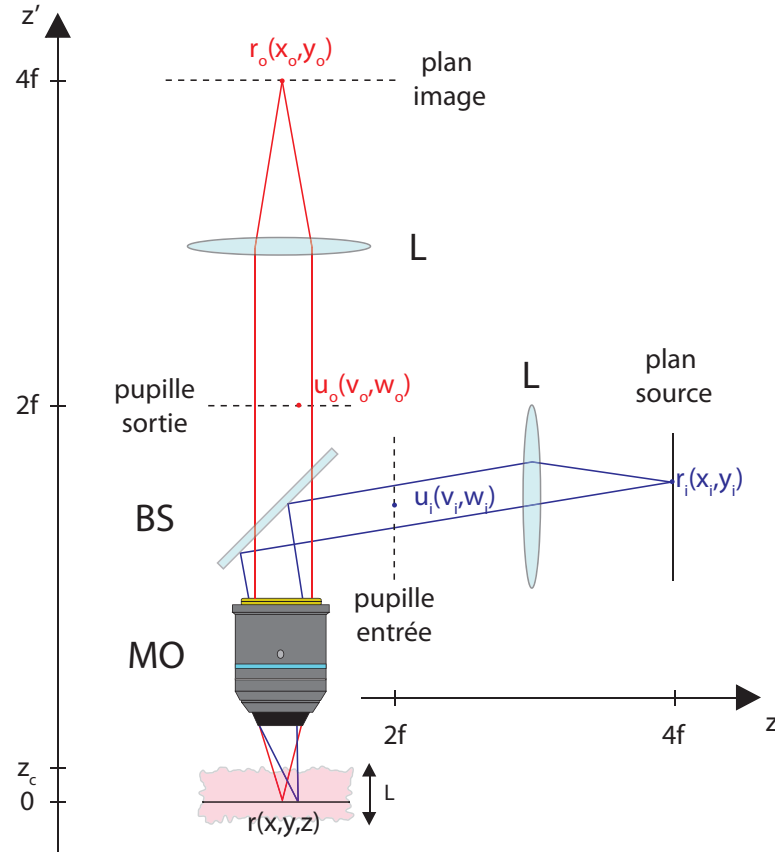 z'
4f
r_o(x_o,y_o)
plan
image
L
pupille
sortie
2f
u_o(v_o,w_o)
L
plan
source
BS
u_i(v_i,w_i)
r_i(x_i,y_i)
pupille
entrée
MO
2f
4f
z
z_c
0
r(x,y,z)
L